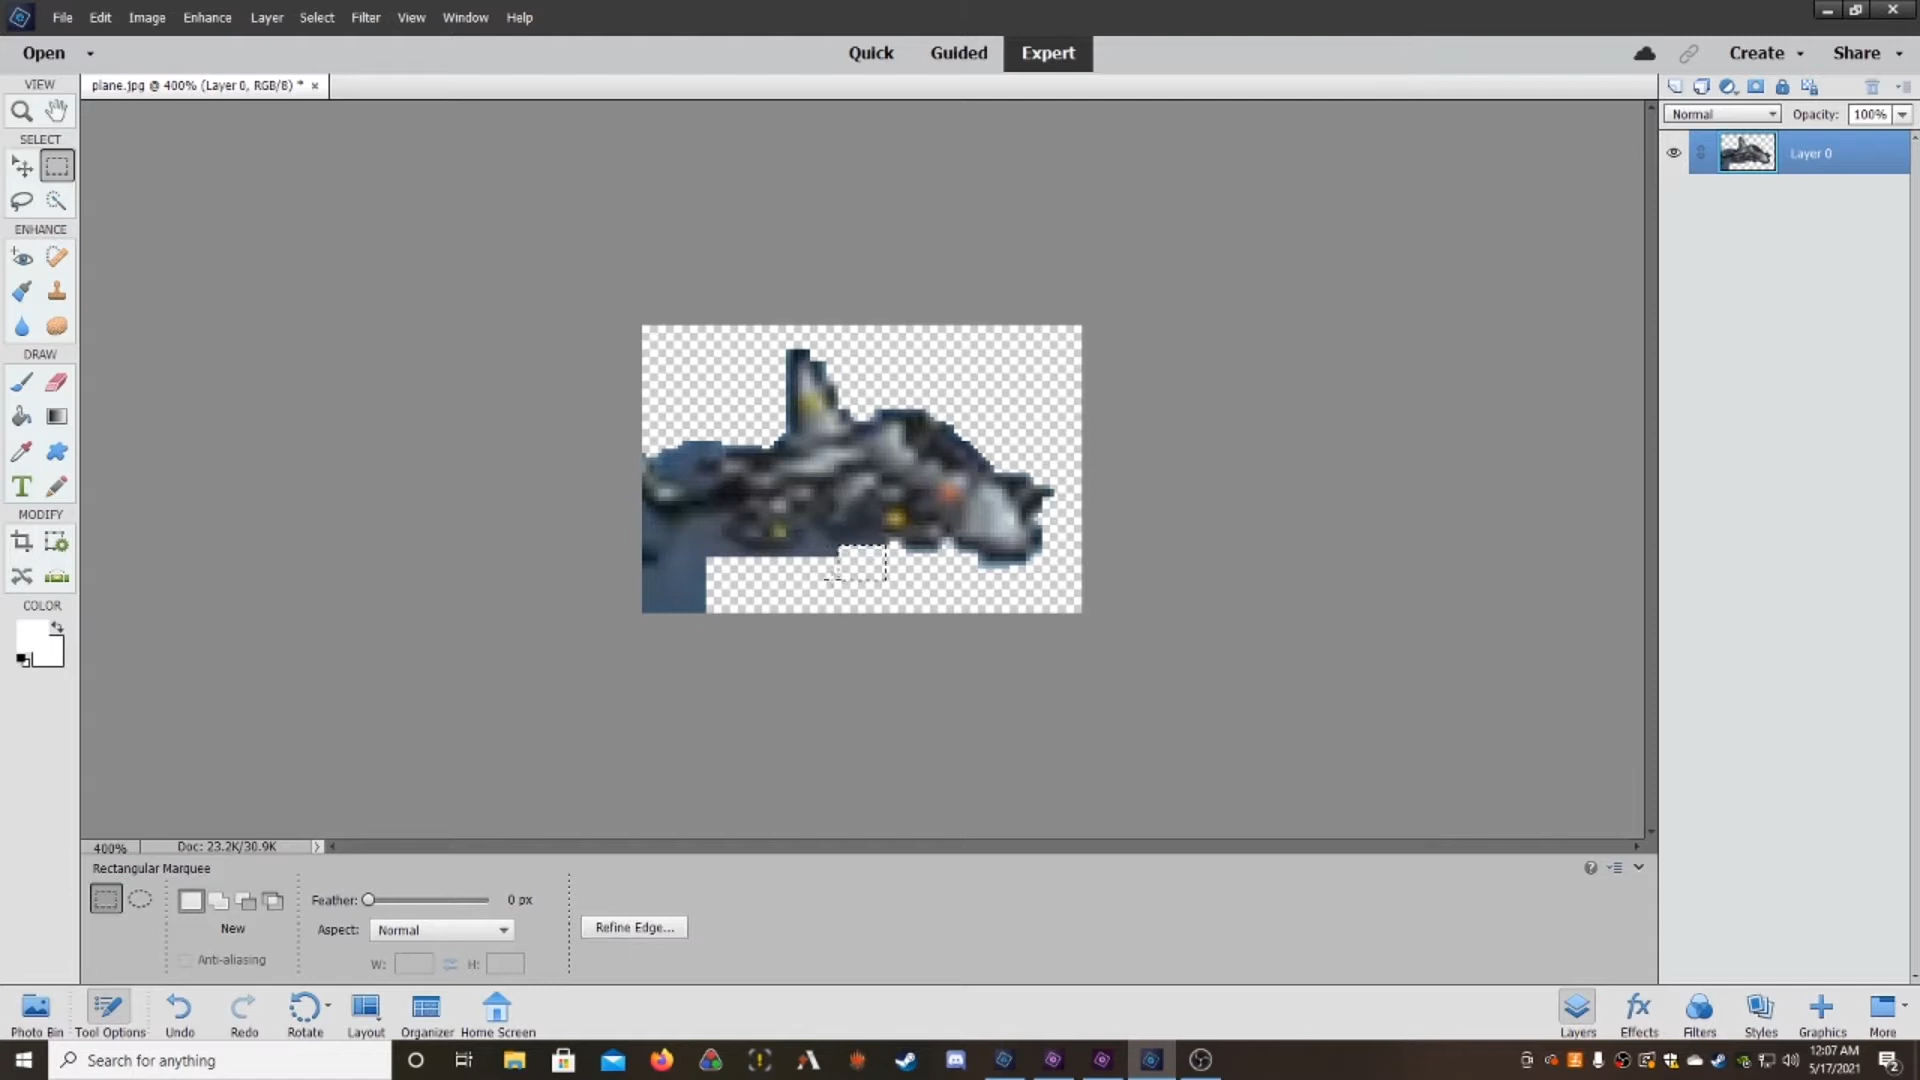 File Edit Image Enhance Layer Select Filter View Window Help
Open Quick Guided Expert Create Share
VIEW
plane.jpg @ 400% (Layer 0, RGB/8) * ×
Normal Opacity: 100%
SELECT
Layer 0
ENHANCE
DRAW
T
MODIFY
COLOR
400% Doc: 23.2K/30.9K
Rectangular Marquee
Feather: 0 px
New
Aspect: Normal
Refine Edge...
Anti-aliasing
W: H:
Photo Bin Tool Options Undo Redo Rotate Layout Organizer Home Screen
fx
Layers Effects Filters Styles Graphics More
Search for anything
12:07 AM
5/17/2021
2